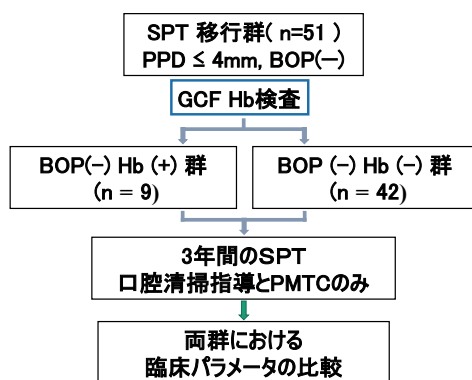 SPT 移行群( n=51 )
PPD ≤ 4mm, BOP(−)
GCF Hb検査
BOP(−) Hb (+) 群
(n = 9)
BOP (−) Hb (−) 群
(n = 42)
3年間のSPT
口腔清掃指導とPMTCのみ
両群における
臨床パラメータの比較